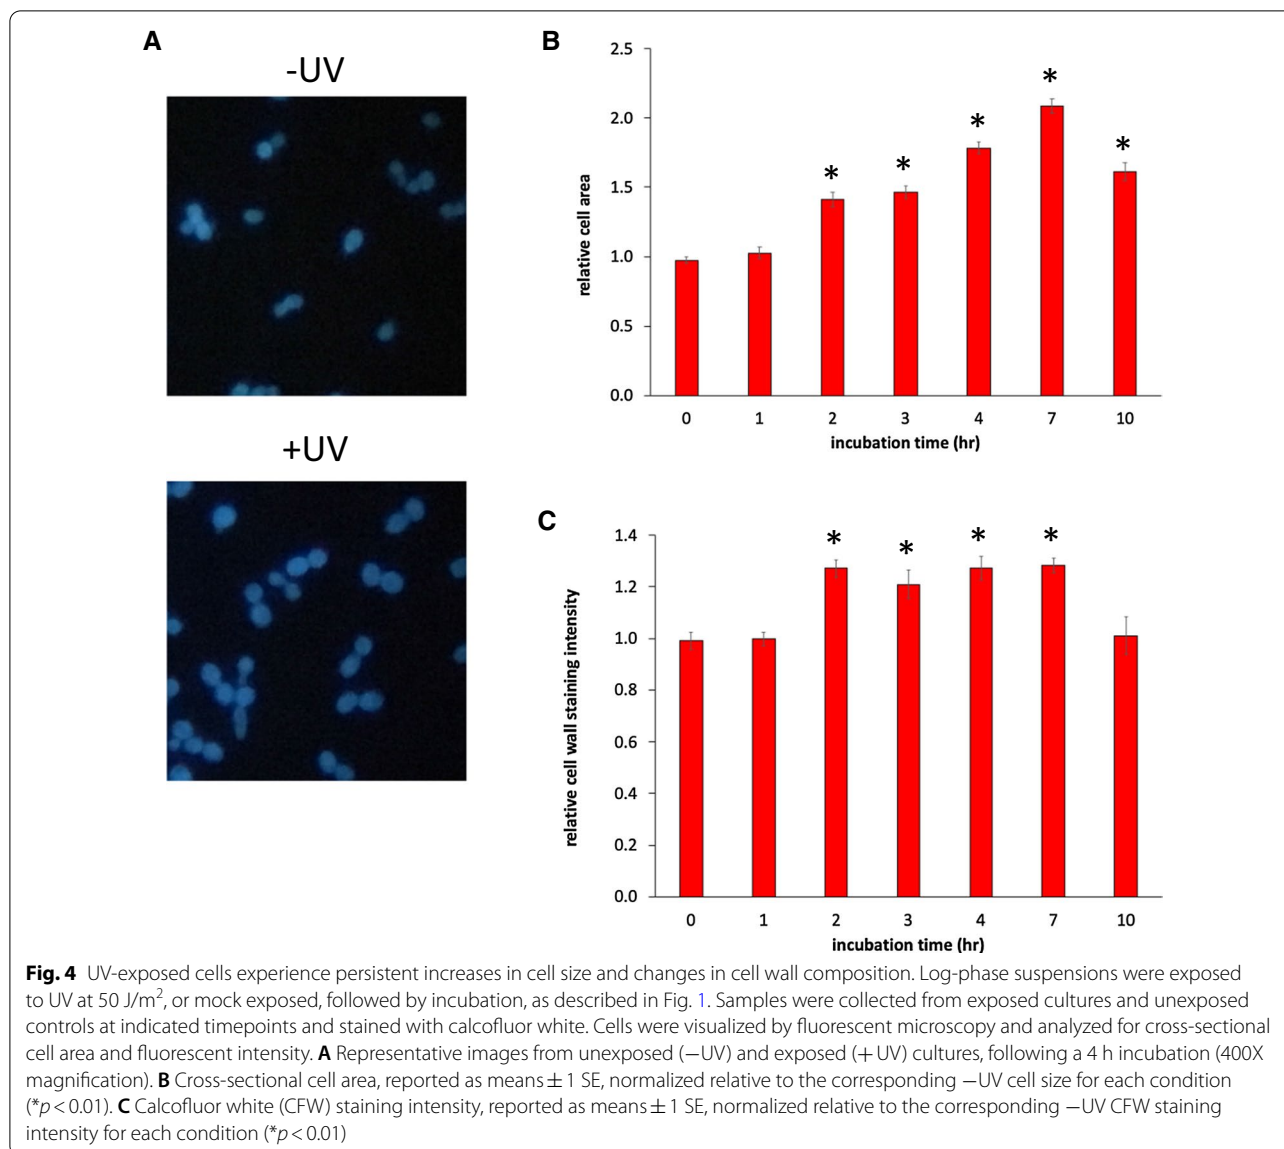 A
-UV
+UV
B
2.5
2.0
1.5
1.0
0.5
0.0
relative cell area
* * * * *
0 1 2 3 4 7 10
incubation time (hr)
C
1.4
1.2
1.0
0.8
0.6
0.4
0.2
0.0
relative cell wall staining intensity
* * * *
0 1 2 3 4 7 10
incubation time (hr)
Fig. 4 UV-exposed cells experience persistent increases in cell size and changes in cell wall composition. Log-phase suspensions were exposed
to UV at 50 J/m², or mock exposed, followed by incubation, as described in Fig. 1. Samples were collected from exposed cultures and unexposed
controls at indicated timepoints and stained with calcofluor white. Cells were visualized by fluorescent microscopy and analyzed for cross-sectional
cell area and fluorescent intensity. A Representative images from unexposed (−UV) and exposed (+ UV) cultures, following a 4 h incubation (400X
magnification). B Cross-sectional cell area, reported as means ± 1 SE, normalized relative to the corresponding −UV cell size for each condition
(*p < 0.01). C Calcofluor white (CFW) staining intensity, reported as means ± 1 SE, normalized relative to the corresponding −UV CFW staining
intensity for each condition (*p < 0.01)